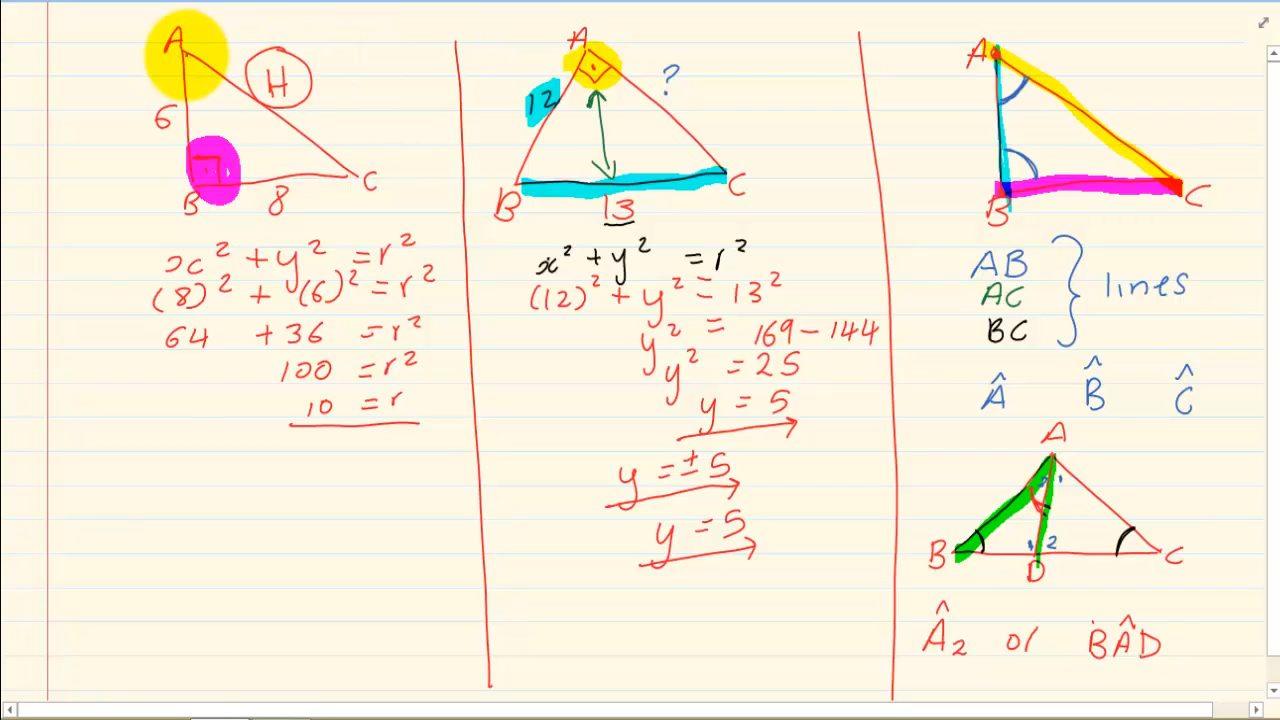 A
H
6
B
8
C
x² + y² = r²
(8)² + (6)² = r²
64 + 36 = r²
100 = r²
10 = r
A
12
?
B
13
C
x² + y² = r²
(12)² + y² = 13²
y² = 169 - 144
y² = 25
y = 5
y = ± 5
y = 5
A
B
C
AB
AC
BC
lines
Â B̂ Ĉ
A
1
B
1 2
C
D
Â₂ or BÂD